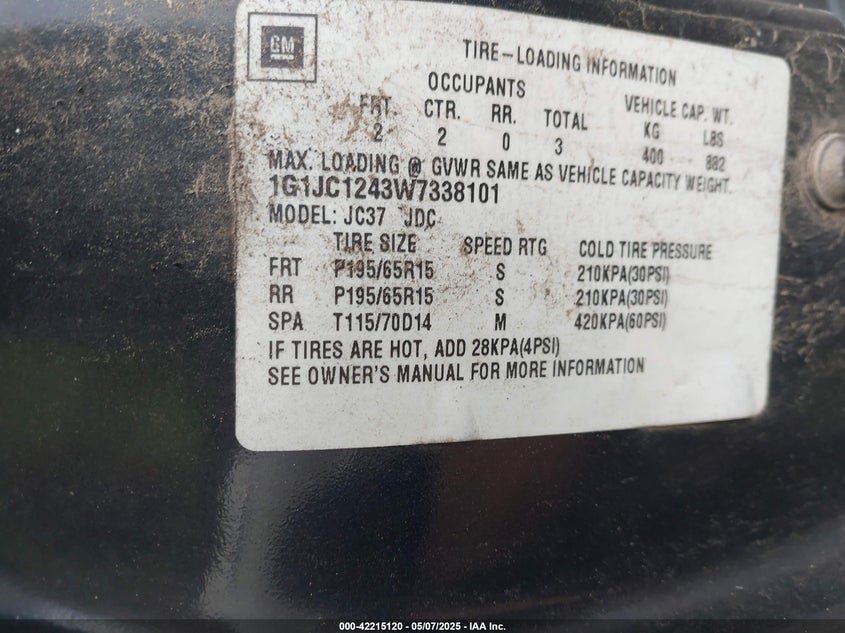 GM
TIRE-LOADING INFORMATION
OCCUPANTS VEHICLE CAP. WT.
FRT. CTR. RR. TOTAL KG LBS
2 2 0 3 400 882
MAX. LOADING @ GVWR SAME AS VEHICLE CAPACITY WEIGHT.
1G1JC1243W7338101
MODEL: JC37 JDC
TIRE SIZE SPEED RTG COLD TIRE PRESSURE
FRT P195/65R15 S 210KPA(30PSI)
RR P195/65R15 S 210KPA(30PSI)
SPA T115/70D14 M 420KPA(60PSI)
IF TIRES ARE HOT, ADD 28KPA(4PSI)
SEE OWNER'S MANUAL FOR MORE INFORMATION
000-42215120 — 05/07/2025 — IAA Inc.